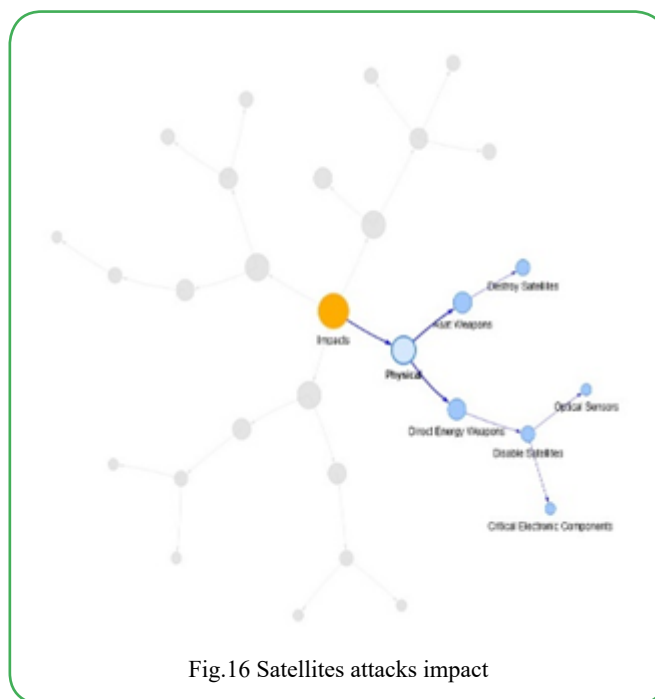 Destroy Satellites
Asat Weapons
Impacts
Physical
Optical Sensors
Direct Energy Weapons
Disable Satellites
Critical Electronic Components
Fig.16 Satellites attacks impact